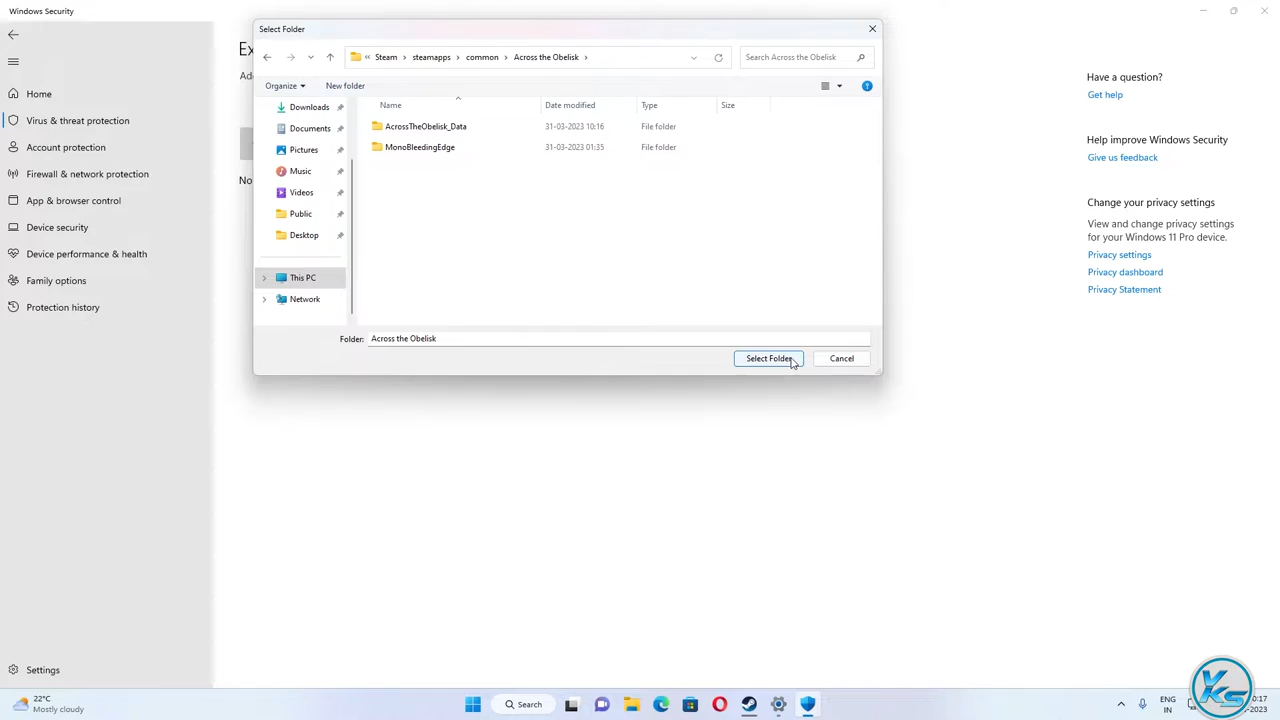 Windows Security
Home
Virus & threat protection
Account protection
Firewall & network protection
App & browser control
Device security
Device performance & health
Family options
Protection history
Settings
Ex
Ad
No
Select Folder
« Steam > steamapps > common > Across the Obelisk >
Search Across the Obelisk
Organize
New folder
?
Name
Date modified
Type
Size
AcrossTheObelisk_Data
31-03-2023 10:16
File folder
MonoBleedingEdge
31-03-2023 01:35
File folder
Downloads
Documents
Pictures
Music
Videos
Public
Desktop
This PC
Network
Folder:
Across the Obelisk
Select Folder
Cancel
Have a question?
Get help
Help improve Windows Security
Give us feedback
Change your privacy settings
View and change privacy settings
for your Windows 11 Pro device.
Privacy settings
Privacy dashboard
Privacy Statement
22°C
Mostly cloudy
Search
ENG
IN
:17
-2023
YKS